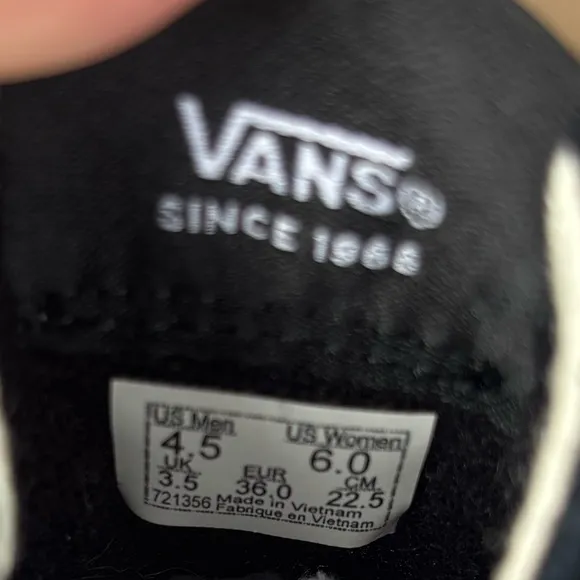 VANS®
SINCE 1966
US Men US Women
4.5 6.0
UK EUR CM
3.5 36.0 22.5
721356 Made in Vietnam
Fabrique en Vietnam